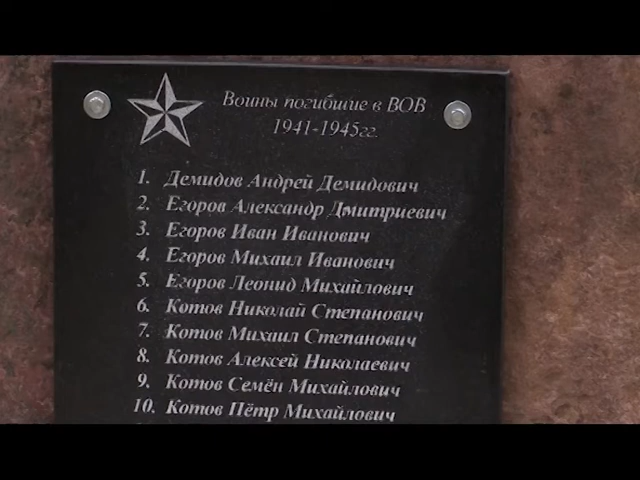 Воины погибшие в ВОВ
1941-1945гг.
1. Демидов Андрей Демидович
2. Егоров Александр Дмитриевич
3. Егоров Иван Иванович
4. Егоров Михаил Иванович
5. Егоров Леонид Михайлович
6. Котов Николай Степанович
7. Котов Михаил Степанович
8. Котов Алексей Николаевич
9. Котов Семён Михайлович
10. Котов Пётр Михайлович